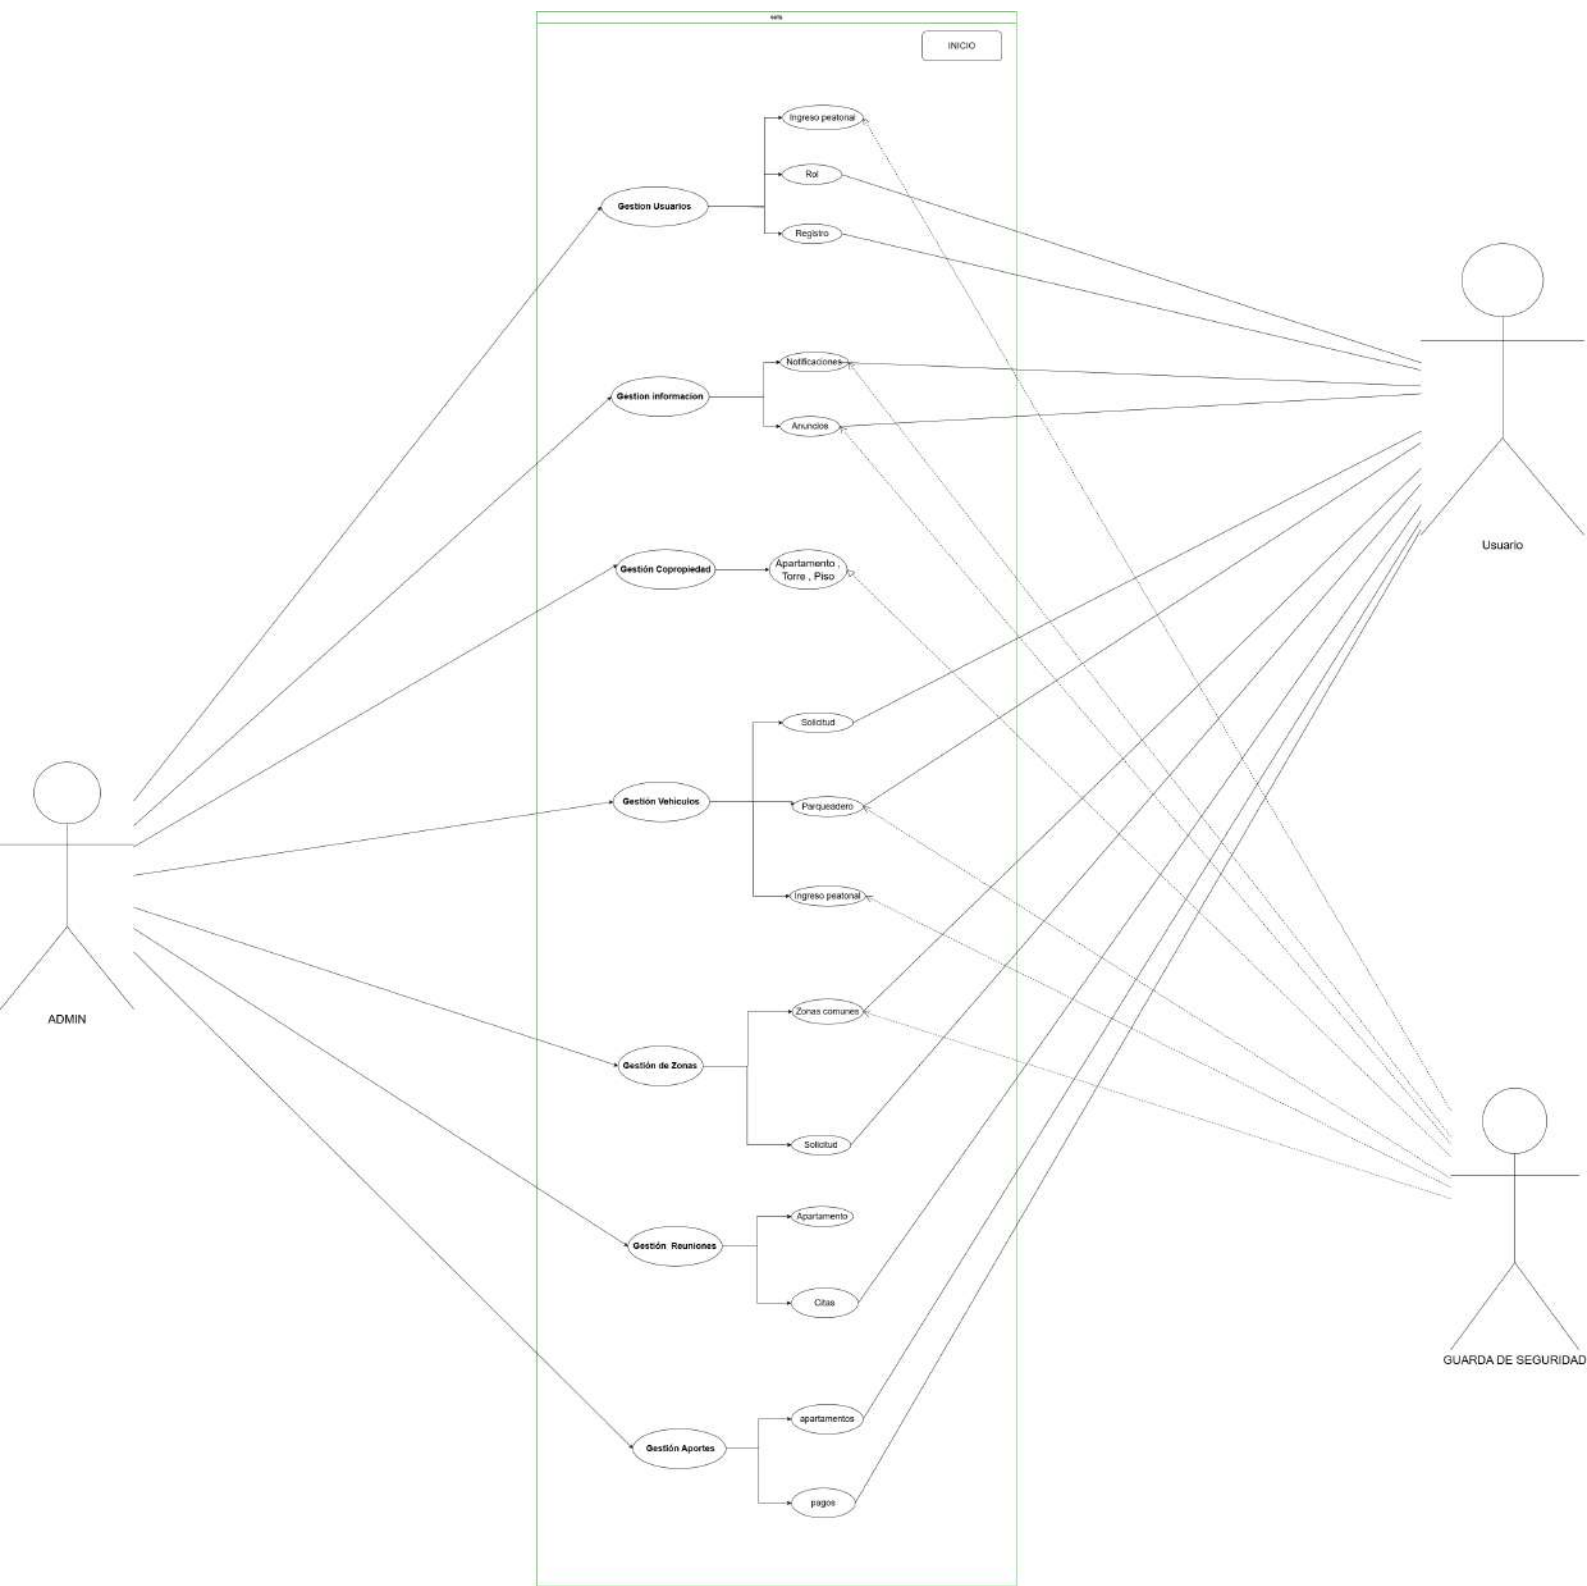 INICIO
Ingreso peatonal
Rol
Gestion Usuarios
Registro
Notificaciones
Gestion informacion
Anuncios
Usuario
Gestión Copropiedad
Apartamento ,
Torre , Piso
Solicitud
Gestión Vehiculos
Parqueadero
Ingreso peatonal
Zonas comunes
ADMIN
Gestión de Zonas
Solicitud
Apartamento
Gestión Reuniones
Citas
GUARDA DE SEGURIDAD
apartamentos
Gestión Aportes
pagos